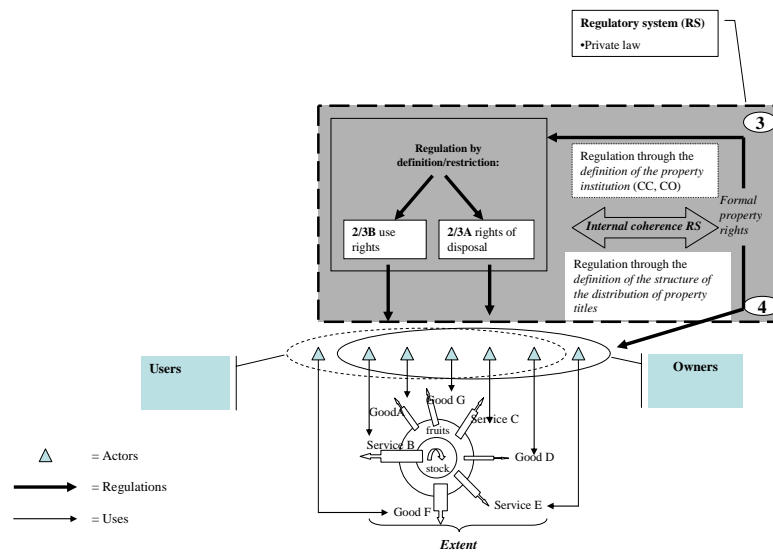 Regulatory system (RS)
•Private law
3
Regulation by
definition/restriction:
Regulation through the
definition of the property
institution (CC, CO)
Formal
property
rights
2/3B use
rights
2/3A rights of
disposal
Internal coherence RS
Regulation through the
definition of the structure of
the distribution of property
titles
4
Users
Owners
Good G
GoodA
Service C
fruits
Service B
stock
Good D
Service E
Good F
Extent
= Actors
= Regulations
= Uses